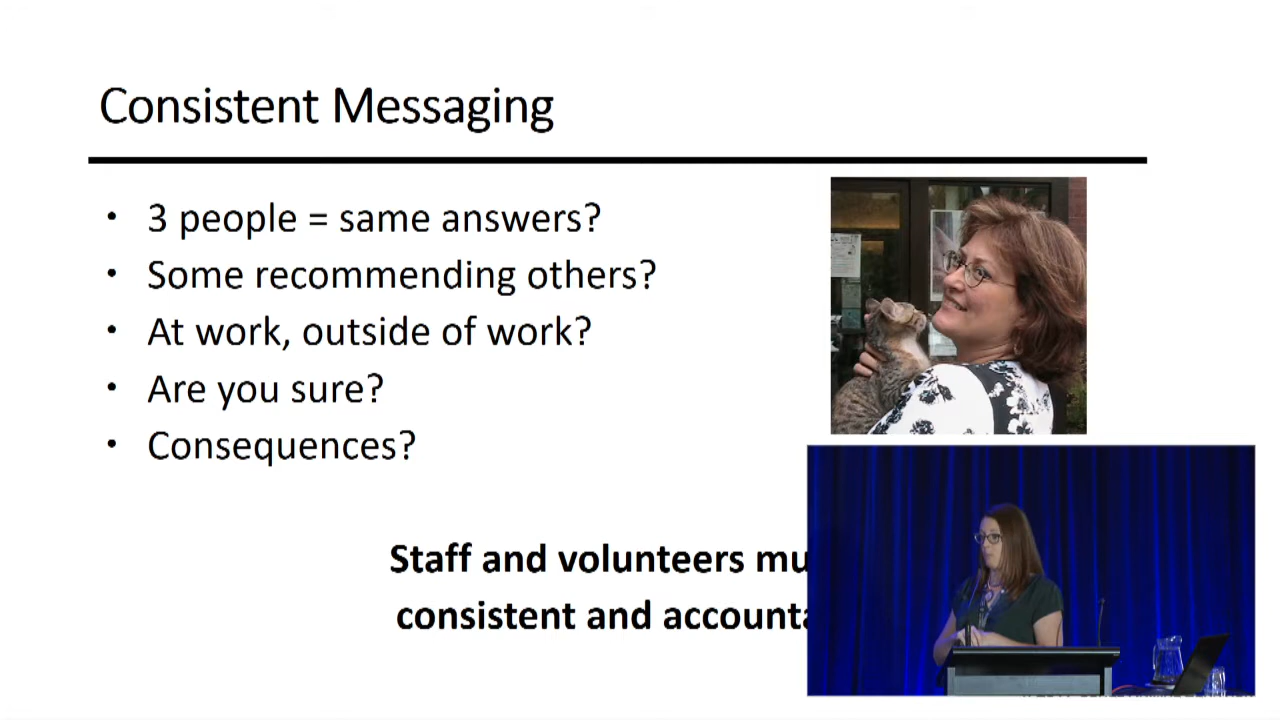 Consistent Messaging
• 3 people = same answers?
• Some recommending others?
• At work, outside of work?
• Are you sure?
• Consequences?
Staff and volunteers mu
consistent and accounta